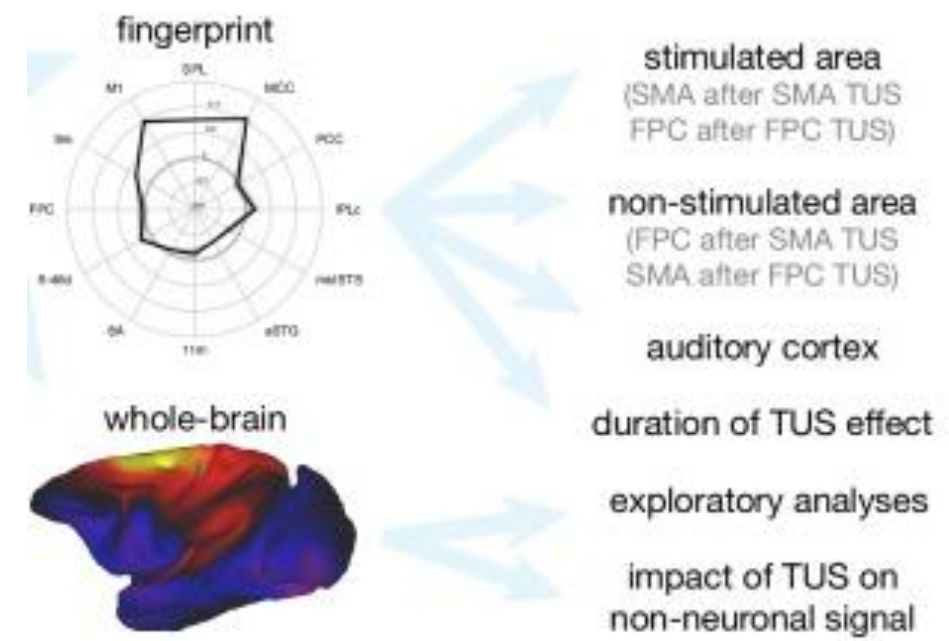 fingerprint
SPL
M1
MCC
PCC
FPC
IPLc
midSTS
aSTG
stimulated area
(SMA after SMA TUS
FPC after FPC TUS)
non-stimulated area
(FPC after SMA TUS
SMA after FPC TUS)
auditory cortex
duration of TUS effect
whole-brain
exploratory analyses
impact of TUS on
non-neuronal signal